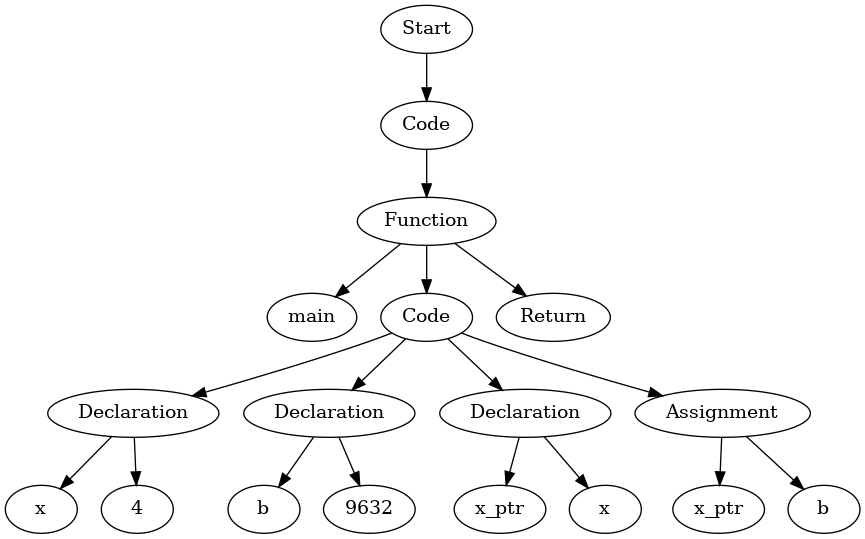 Start
Code
Function
main Code Return
Declaration Declaration Declaration Assignment
x 4 b 9632 x_ptr x x_ptr b